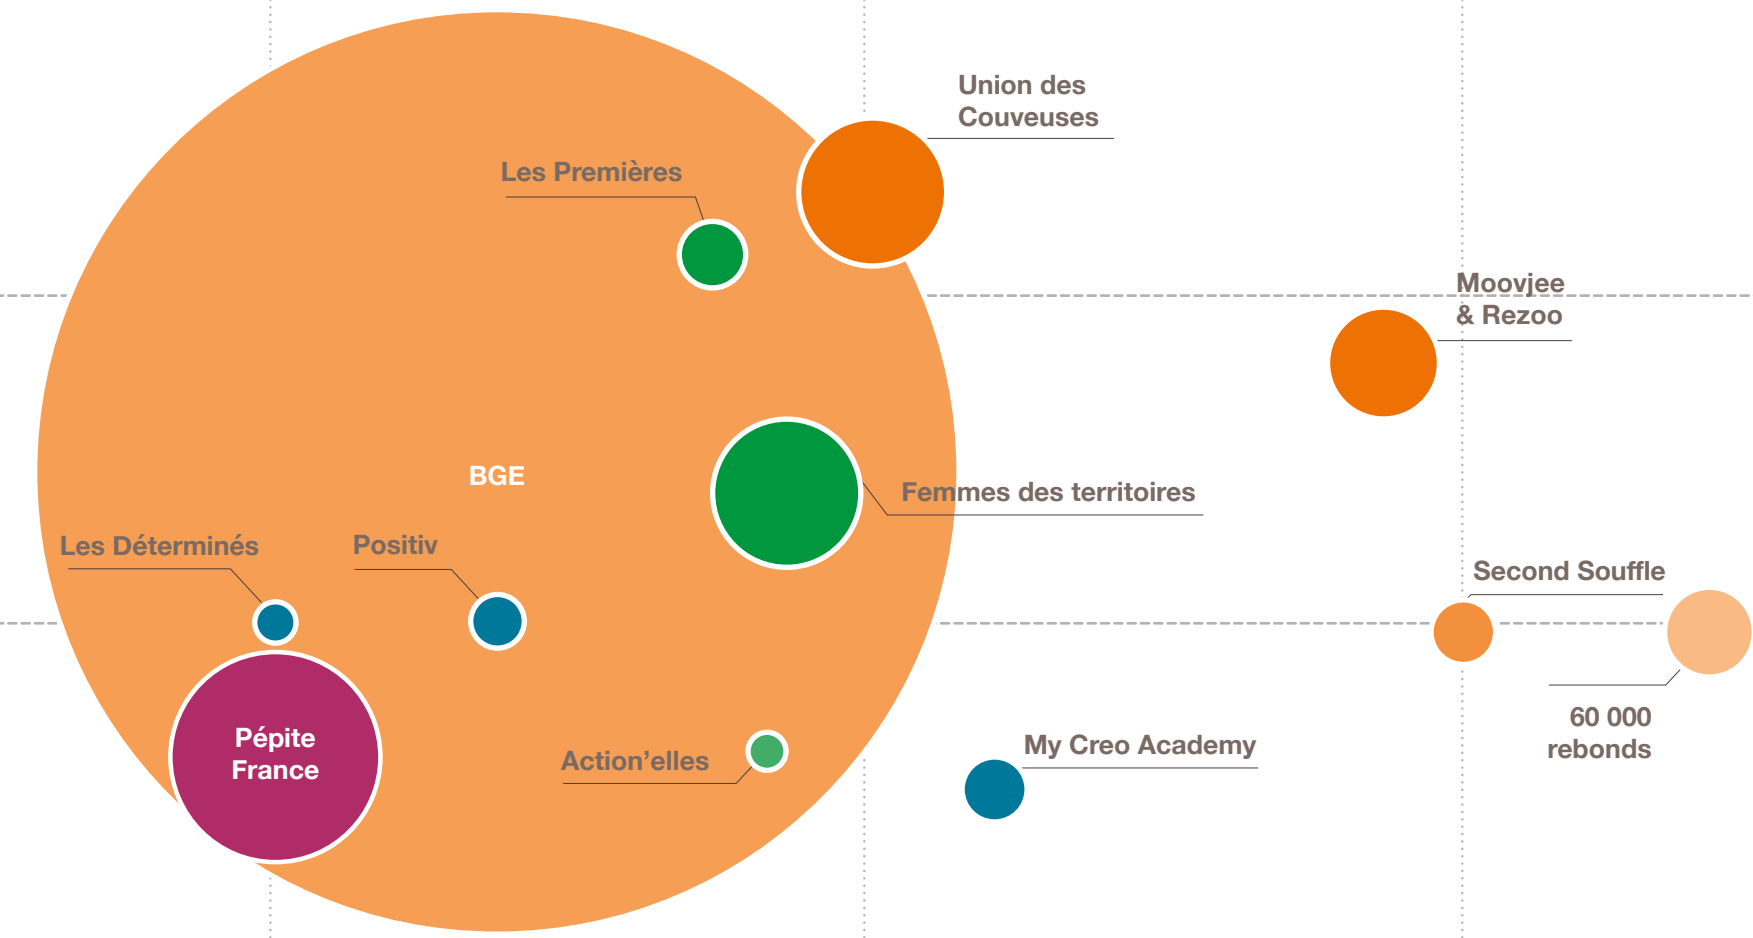 Union des
Couveuses
Les Premières
Moovjee
& Rezoo
BGE
Femmes des territoires
Les Déterminés
Positiv
Second Souffle
Pépite
France
60 000
rebonds
Action’elles
My Creo Academy